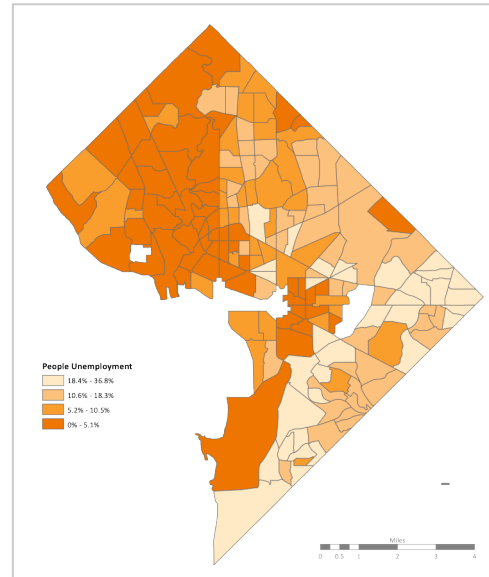 People Unemployment
18.4% - 36.8%
10.6% - 18.3%
5.2% - 10.5%
0% - 5.1%
Miles
0 0.5 1 2 3 4